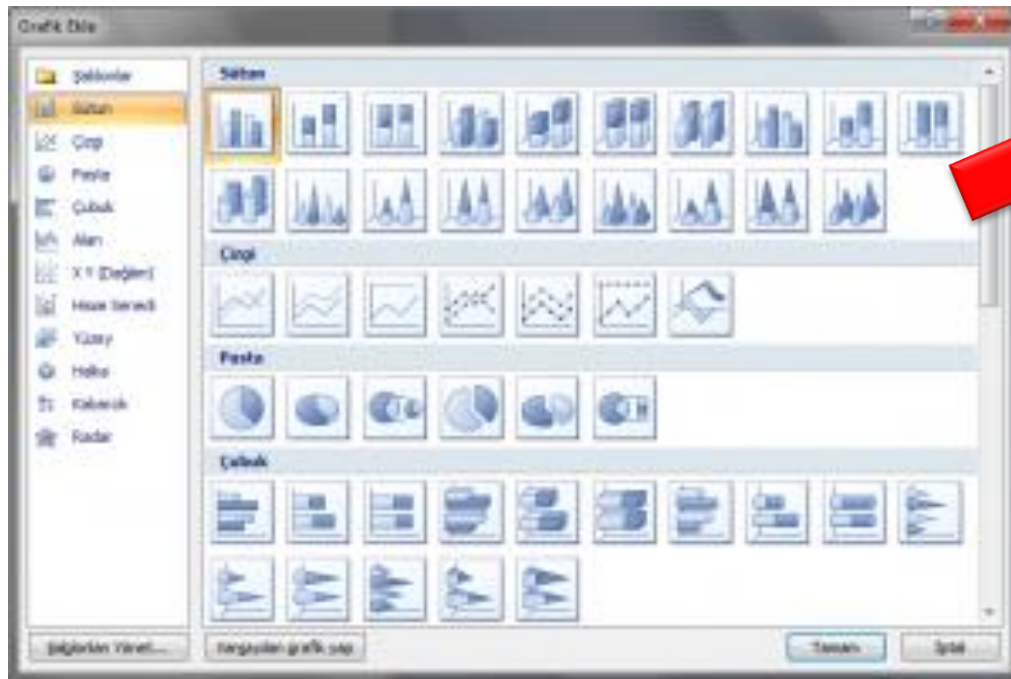 Grafik Ekle
Şablonlar
Sütun
Çizgi
Pasta
Çubuk
Alan
X Y (Dağılım)
Hisse Senedi
Yüzey
Halka
Kabarcık
Radar
Sütun
Çizgi
Pasta
Çubuk
Şablonları Yönet...
Varsayılan grafik yap
Tamam
İptal